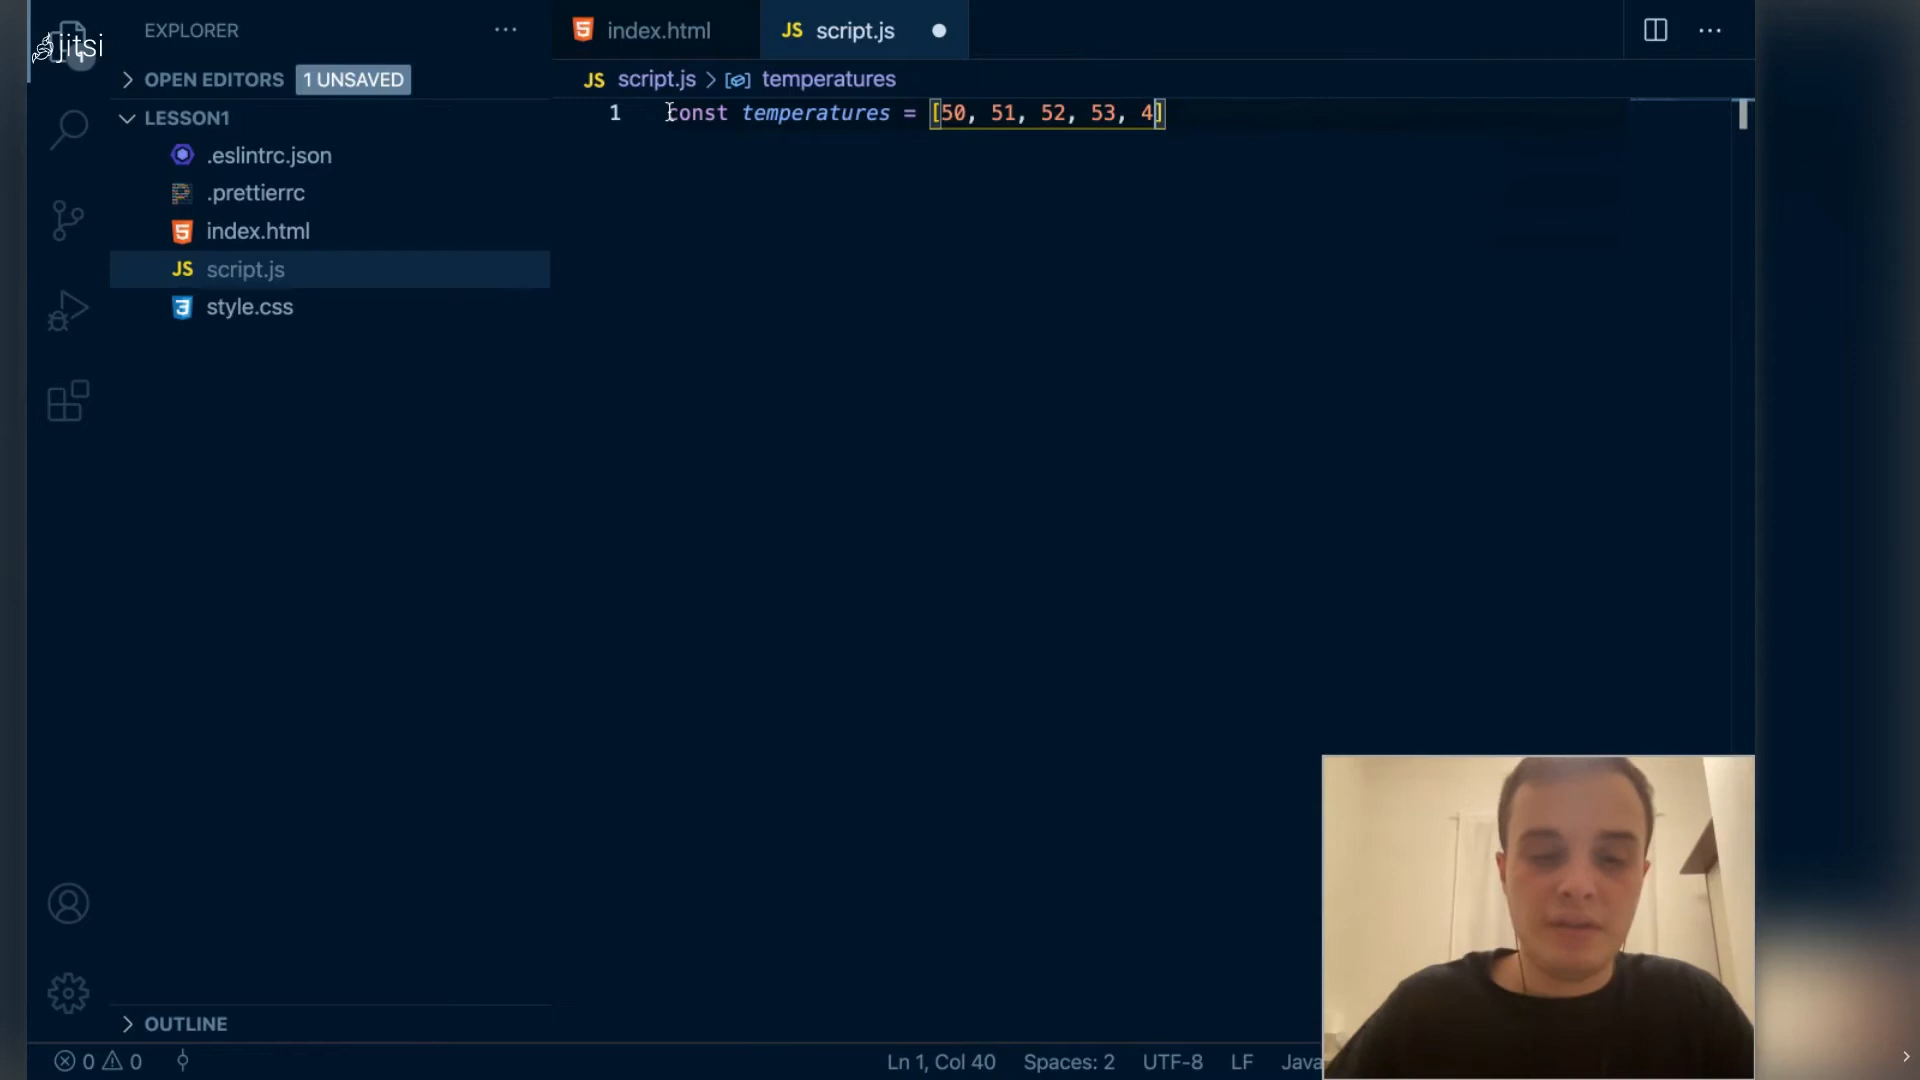 jitsi
EXPLORER
OPEN EDITORS 1 UNSAVED
LESSON1
.eslintrc.json
.prettierrc
index.html
script.js
style.css
OUTLINE
index.html
JS script.js
JS script.js > temperatures
1 const temperatures = [50, 51, 52, 53, 4]
0 0
Ln 1, Col 40 Spaces: 2 UTF-8 LF Java